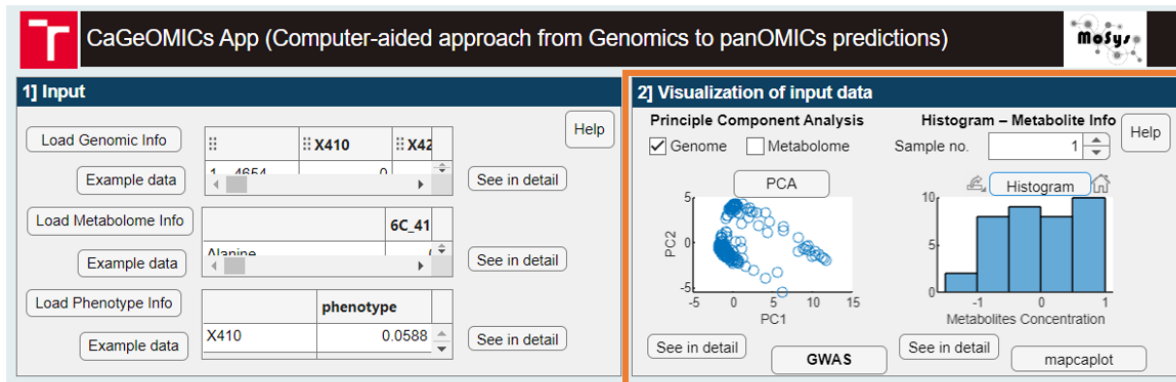 CaGeOMICs App (Computer-aided approach from Genomics to panOMICs predictions)
MoSys
1] Input
Load Genomic Info
X410
X42
Help
Example data
1 4654
0
See in detail
Load Metabolome Info
6C_41
Example data
Alanine
See in detail
Load Phenotype Info
phenotype
Example data
X410
0.0588
See in detail
2] Visualization of input data
Principle Component Analysis
Genome
Metabolome
PCA
5
0
-5
PC2
-5
0
5
10
15
PC1
See in detail
GWAS
Histogram – Metabolite Info
Sample no.
1
Help
Histogram
10
5
0
-1
0
1
Metabolites Concentration
See in detail
mapcaplot